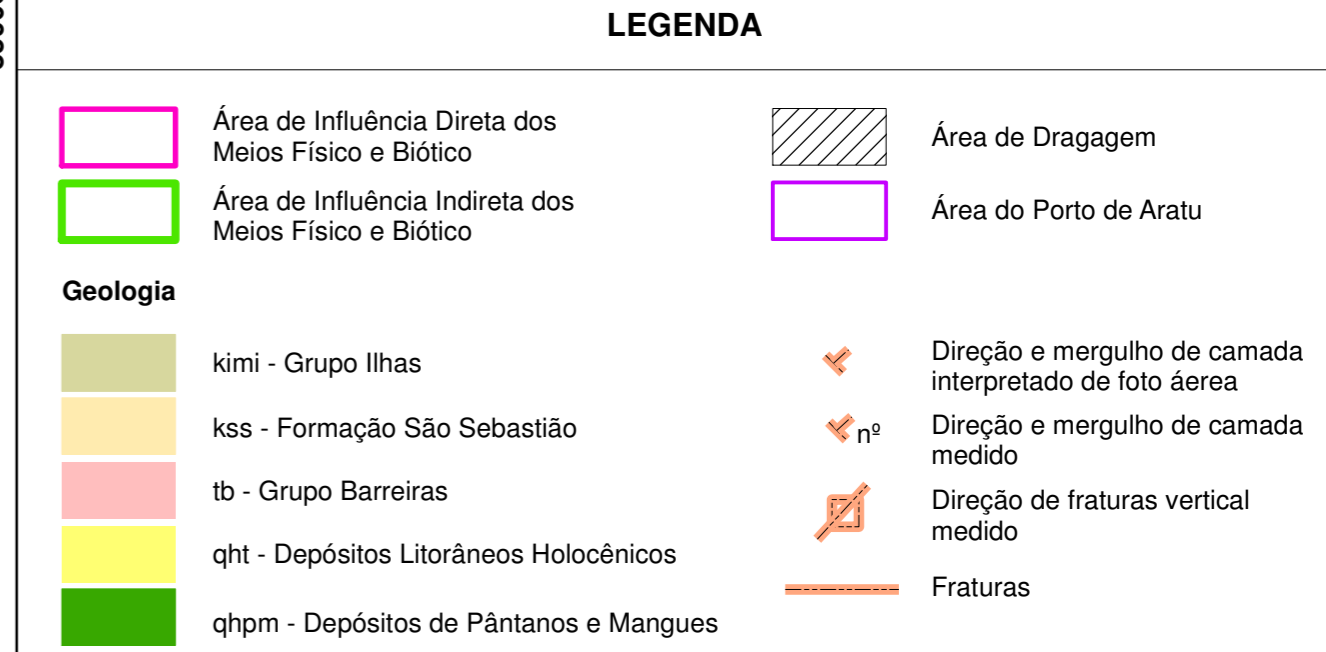 LEGENDA
Área de Influência Direta dos
Meios Físico e Biótico
Área de Influência Indireta dos
Meios Físico e Biótico
Geologia
kimi - Grupo Ilhas
kss - Formação São Sebastião
tb - Grupo Barreiras
qht - Depósitos Litorâneos Holocênicos
qhpm - Depósitos de Pântanos e Mangues
Área de Dragagem
Área do Porto de Aratu
Direção e mergulho de camada
interpretado de foto áerea
nº
Direção e mergulho de camada
medido
Direção de fraturas vertical
medido
Fraturas